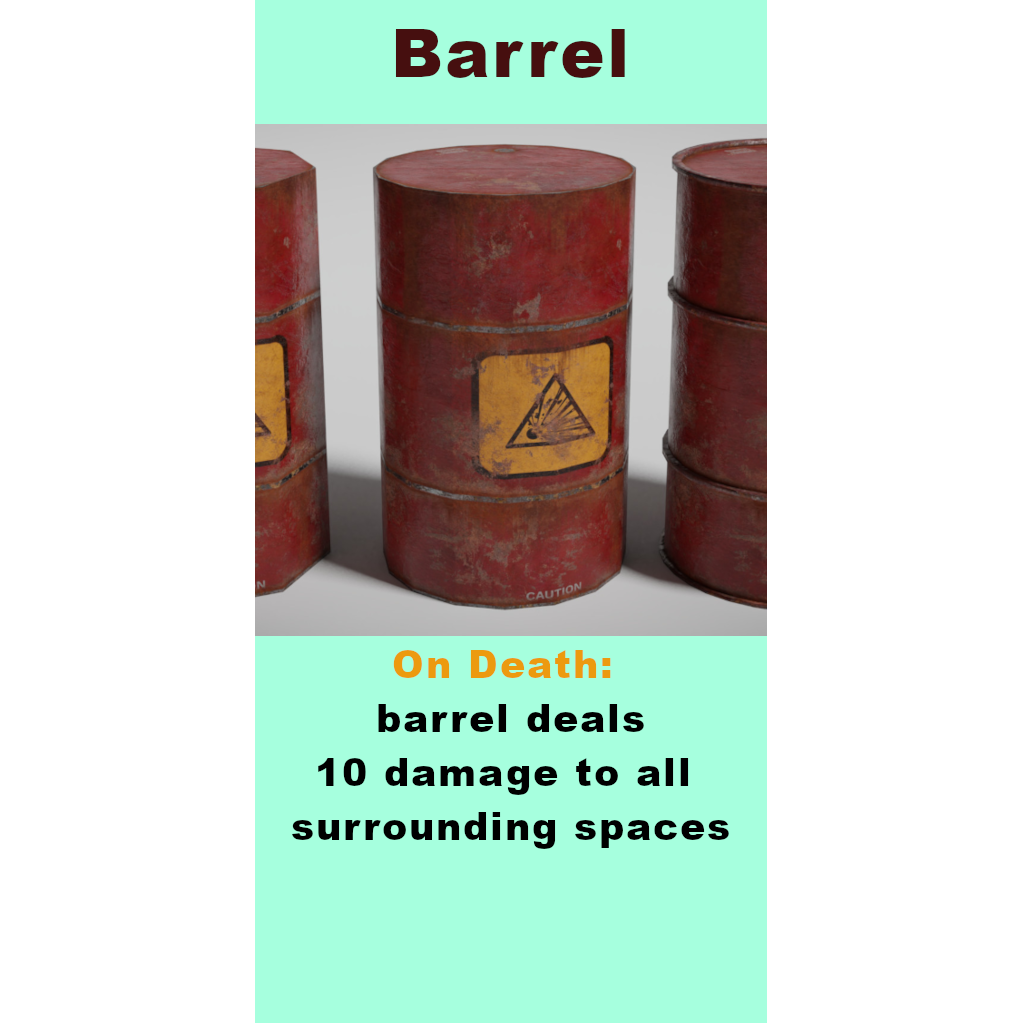 Barrel
CAUTION
On Death:
barrel deals
10 damage to all
surrounding spaces